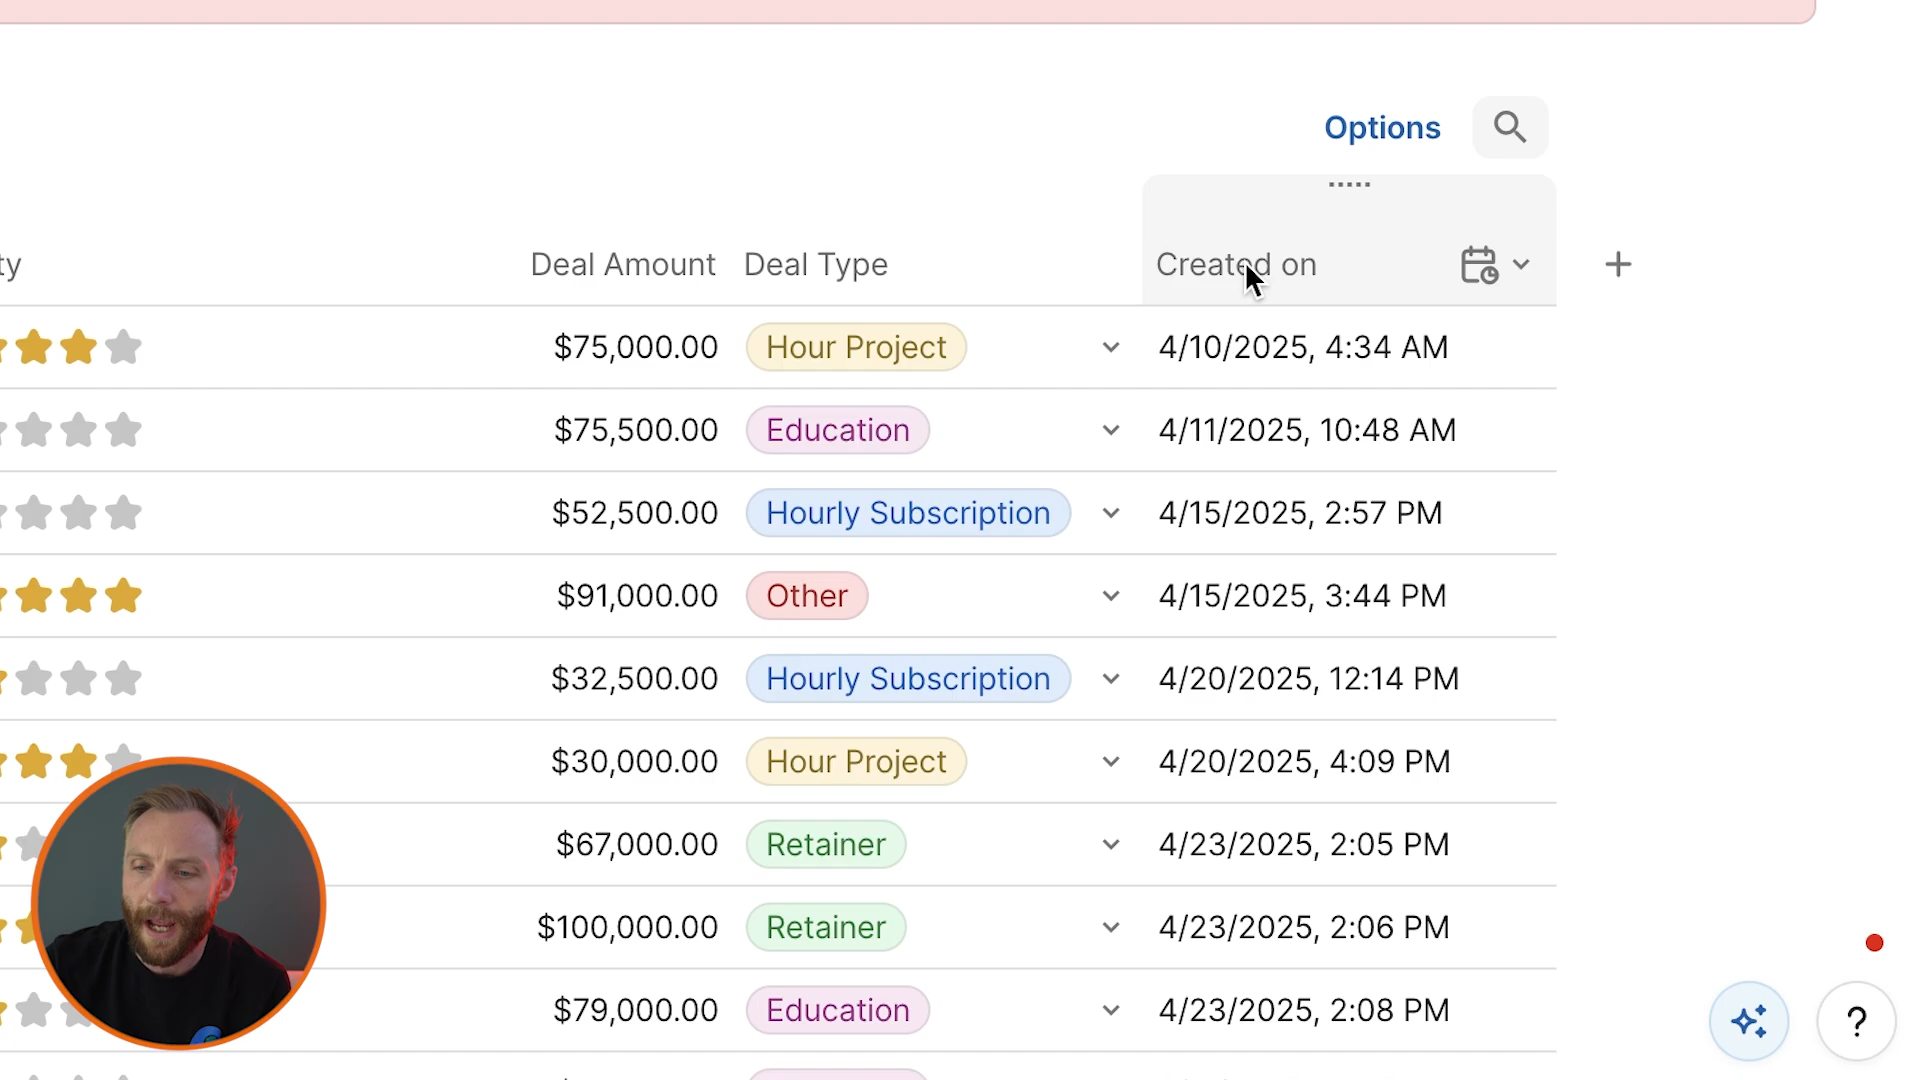 Options
ty Deal Amount Deal Type Created on
$75,000.00 Hour Project 4/10/2025, 4:34 AM
$75,500.00 Education 4/11/2025, 10:48 AM
$52,500.00 Hourly Subscription 4/15/2025, 2:57 PM
$91,000.00 Other 4/15/2025, 3:44 PM
$32,500.00 Hourly Subscription 4/20/2025, 12:14 PM
$30,000.00 Hour Project 4/20/2025, 4:09 PM
$67,000.00 Retainer 4/23/2025, 2:05 PM
$100,000.00 Retainer 4/23/2025, 2:06 PM
$79,000.00 Education 4/23/2025, 2:08 PM
?